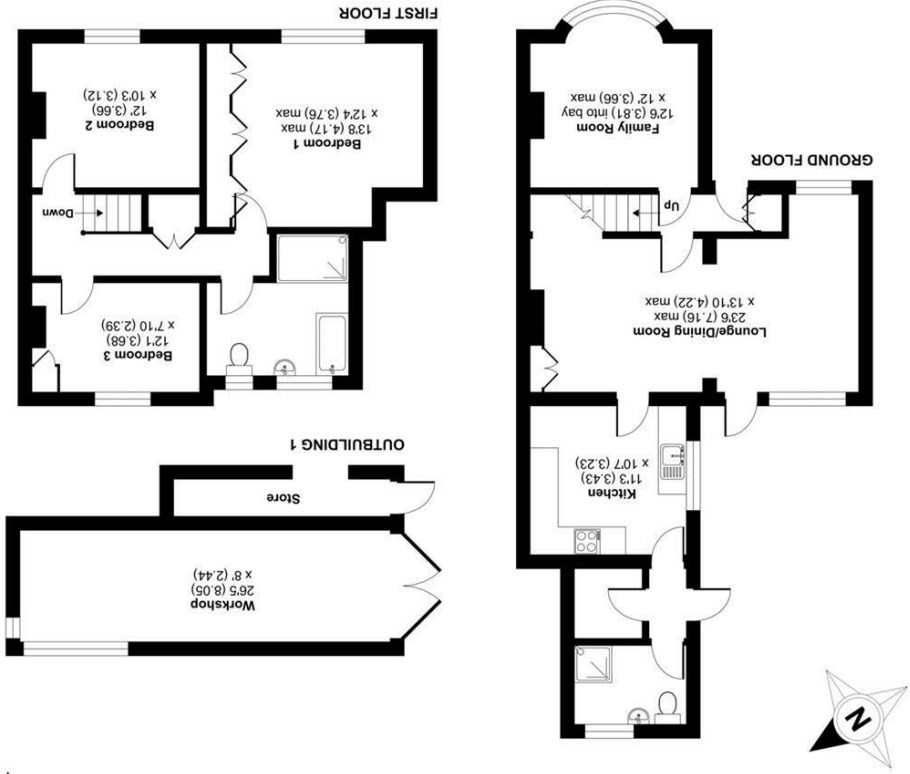 N
Kitchen
11'3 (3.43)
x 10'7 (3.23)
Lounge/Dining Room
23'6 (7.16) max
x 13'10 (4.22) max
Up
Family Room
12'6 (3.81) into bay
x 12' (3.66) max
GROUND FLOOR
Workshop
26'5 (8.05)
x 8' (2.44)
Store
OUTBUILDING 1
Bedroom 3
12'1 (3.68)
x 7'10 (2.39)
Down
Bedroom 1
13'8 (4.17) max
x 12'4 (3.76) max
Bedroom 2
12' (3.66)
x 10'3 (3.12)
FIRST FLOOR